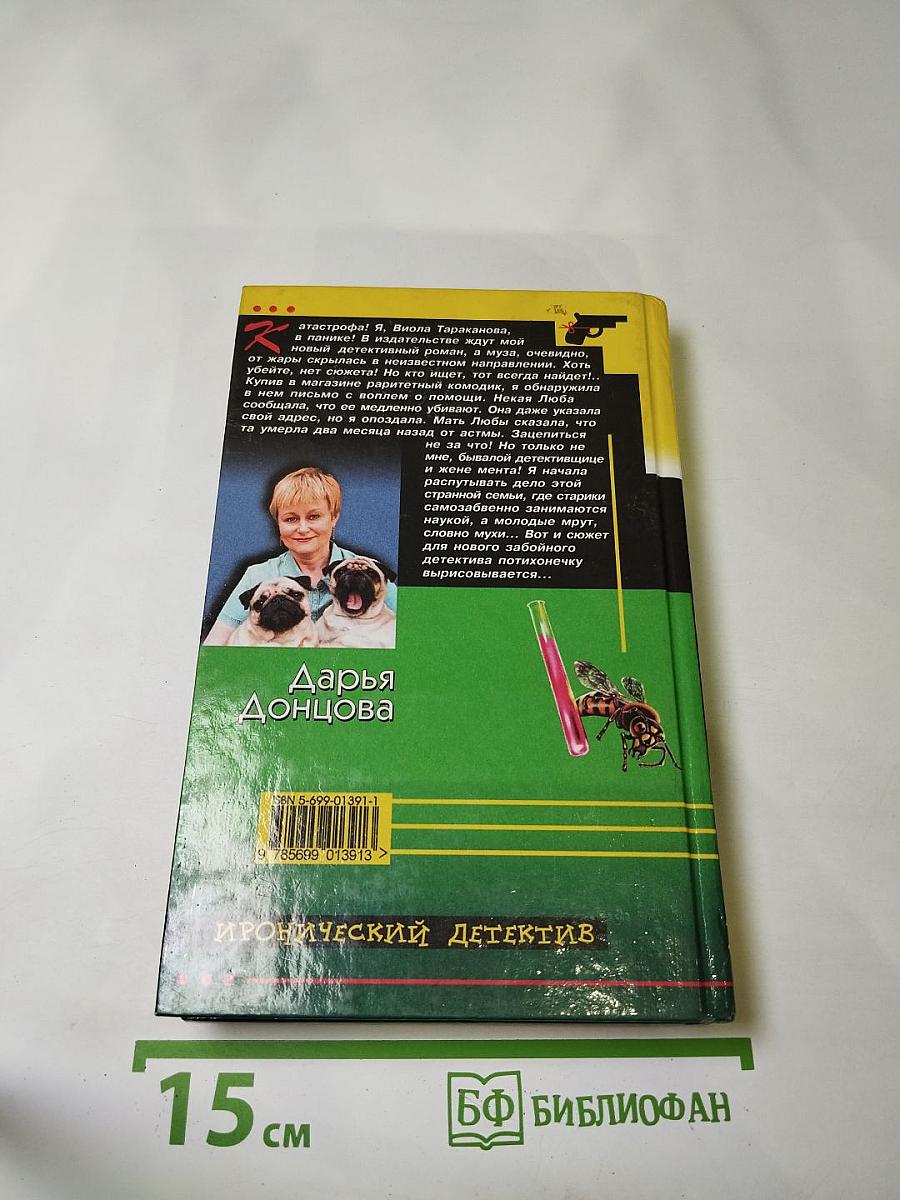 Катастрофа! Я, Виола Тараканова,
в панике! В издательстве ждут мой
новый детективный роман, а муза, очевидно,
от жары скрылась в неизвестном направлении. Хоть
убейте, нет сюжета! Но кто ищет, тот всегда найдет!..
Купив в магазине раритетный комодик, я обнаружила
в нем письмо с воплем о помощи. Некая Люба
сообщала, что ее медленно убивают. Она даже указала
свой адрес, но я опоздала. Мать Любы сказала, что
та умерла два месяца назад от астмы. Зацепиться
не за что! Но только не
мне, бывалой детективщице
и жене мента! Я начала
распутывать дело этой
странной семьи, где старики
самозабвенно занимаются
наукой, а молодые мрут,
словно мухи... Вот и сюжет
для нового забойного
детектива потихонечку
вырисовывается...
Дарья
Донцова
ISBN 5-699-01391-1
9 785699 013913 >
ИРОНИЧЕСКИЙ ДЕТЕКТИВ
15 см
БФ БИБЛИОФАН